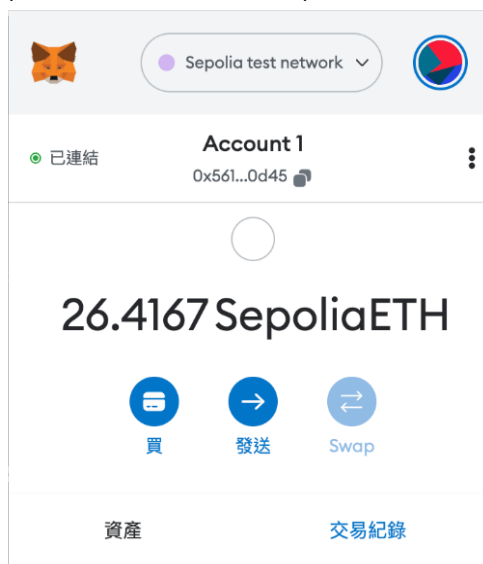 Sepolia test network
已連結
Account 1
0x561...0d45
26.4167 SepoliaETH
買
發送
Swap
資產
交易紀錄